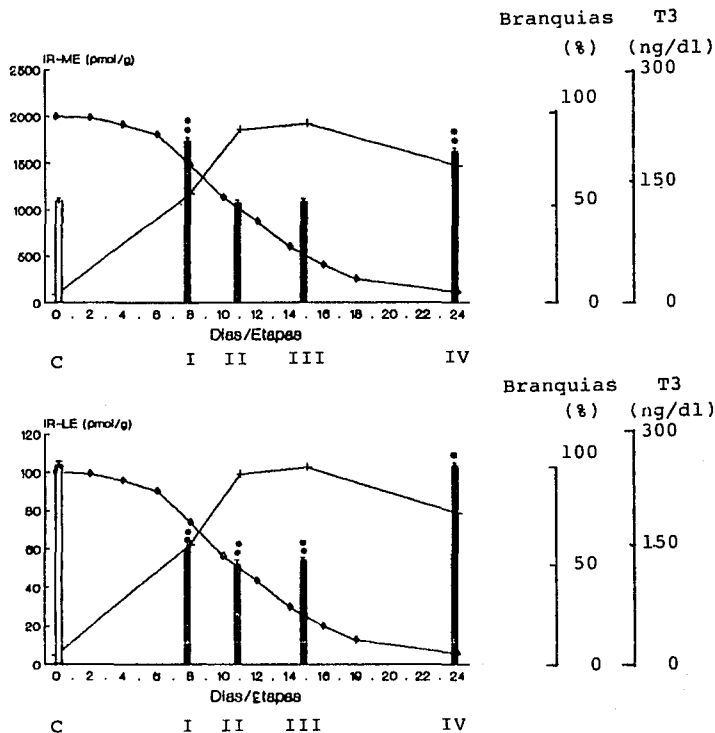 Branquias T3
IR-ME (pmol/g) (%) (ng/dl)
2500 300
2000 100
1500
1000 50 150
500
0 0 0
0 . 2 . 4 . 6 . 8 . 10 . 12 . 14 . 16 . 18 . 20 . 22 . 24
Dias/Etapas
C I II III IV
Branquias T3
IR-LE (pmol/g) (%) (ng/dl)
120 300
100 100
80
60 50 150
40
20
0 0 0
0 . 2 . 4 . 6 . 8 . 10 . 12 . 14 . 16 . 18 . 20 . 22 . 24
Dias/Etapas
C I II III IV